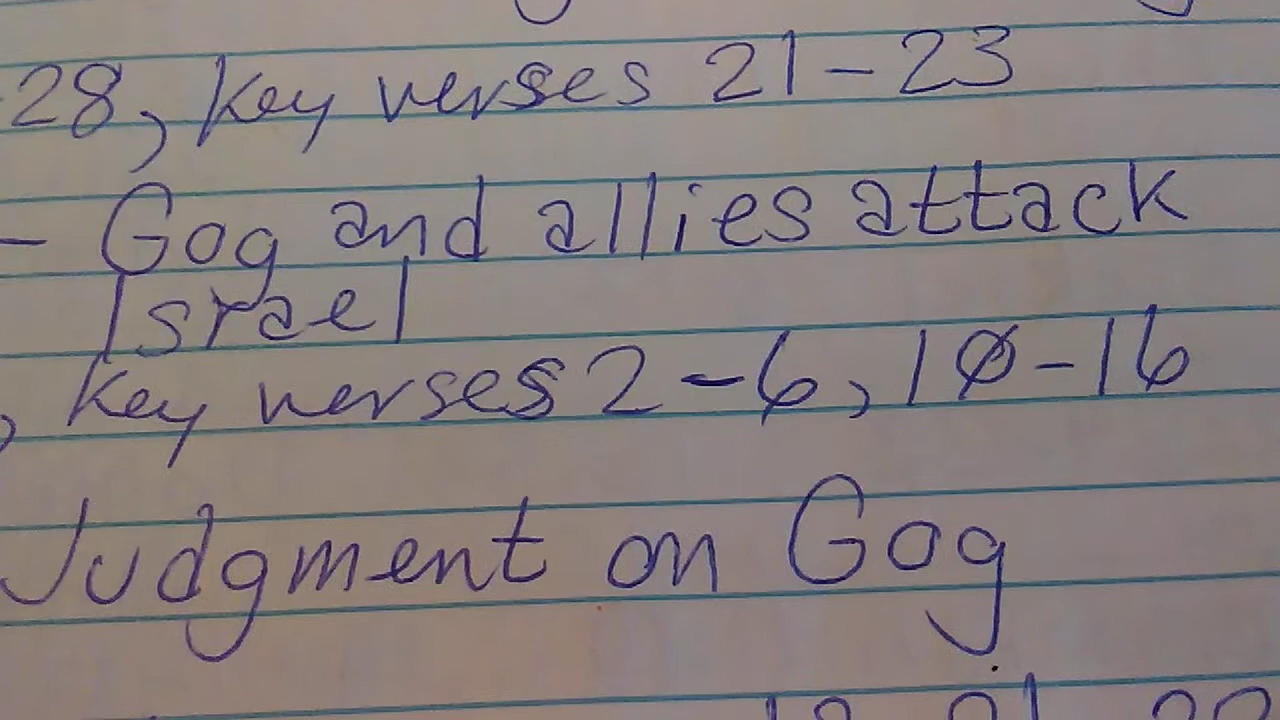 28, Key verses 21-23
- Gog and allies attack
Israel
, Key verses 2-6, 10-16
Judgment on Gog